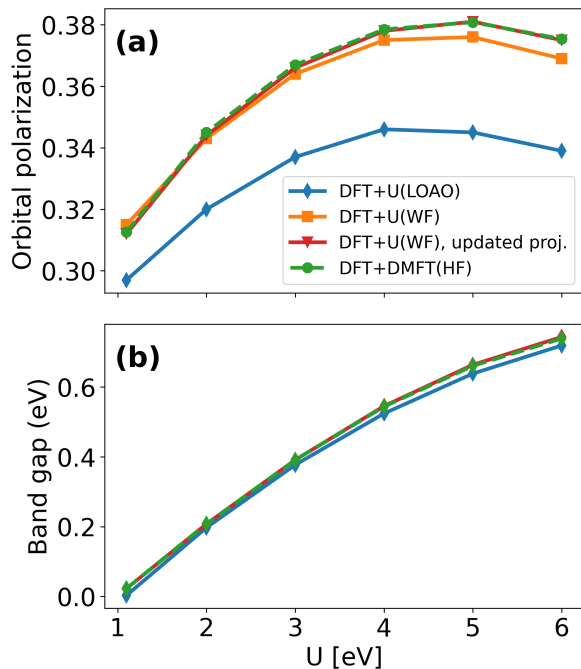 (a)
Orbital polarization
0.38
0.36
0.34
0.32
0.30
DFT+U(LOAO)
DFT+U(WF)
DFT+U(WF), updated proj.
DFT+DMFT(HF)
(b)
Band gap (eV)
0.6
0.4
0.2
0.0
1 2 3 4 5 6
U [eV]